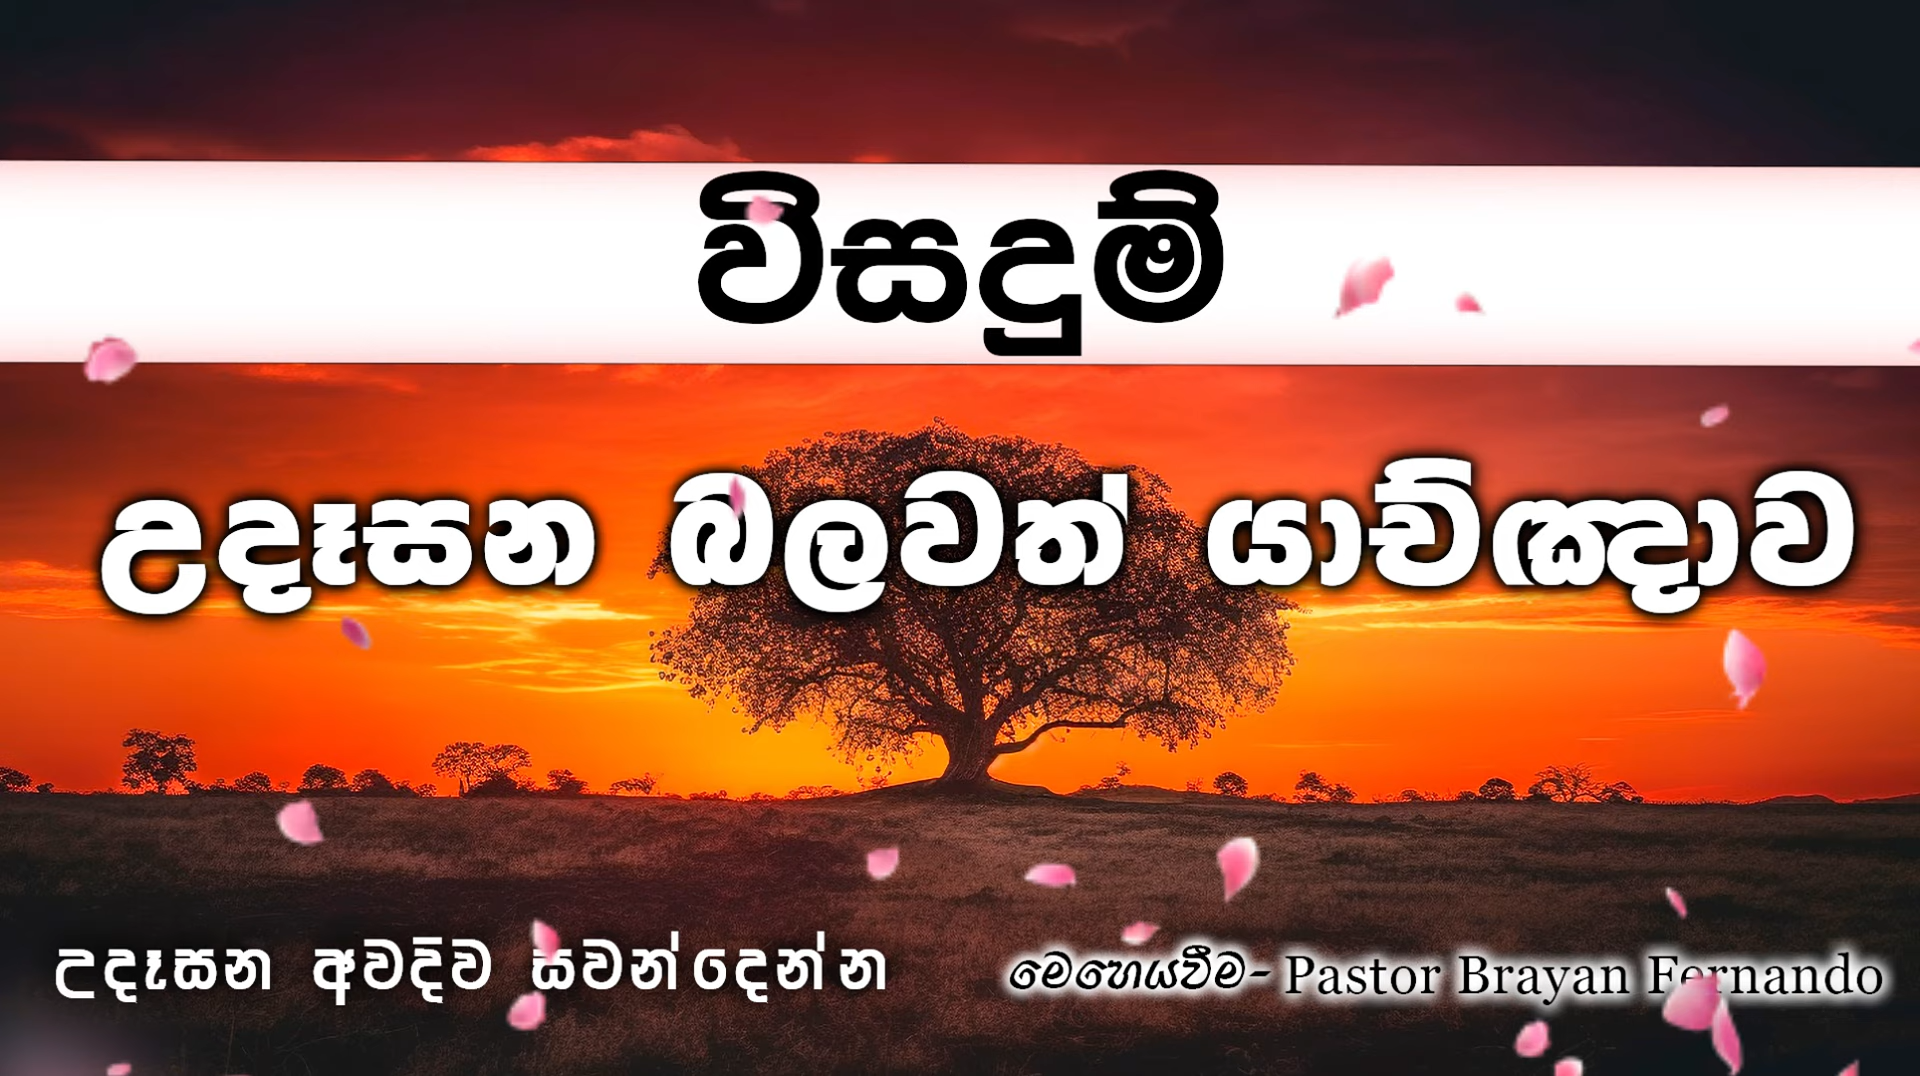 විසඳුම්
උදෑසන බලවත් යාච්ඤාව
උදෑසන අවදිව සවන්දෙන්න
මෙහෙයවීම- Pastor Brayan Fernando